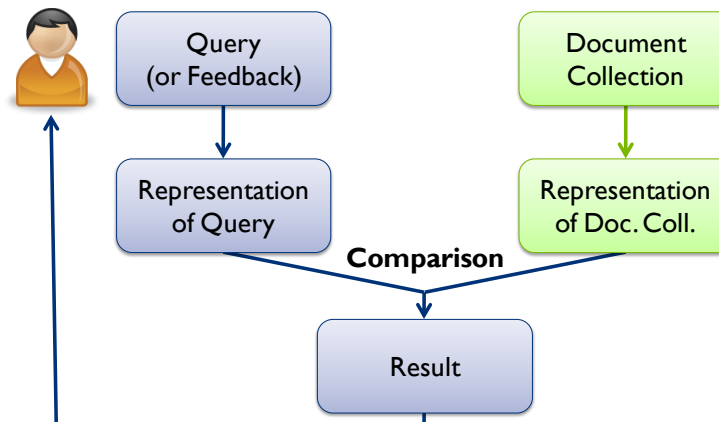 Query
(or Feedback)
Document
Collection
Representation
of Query
Representation
of Doc. Coll.
Comparison
Result